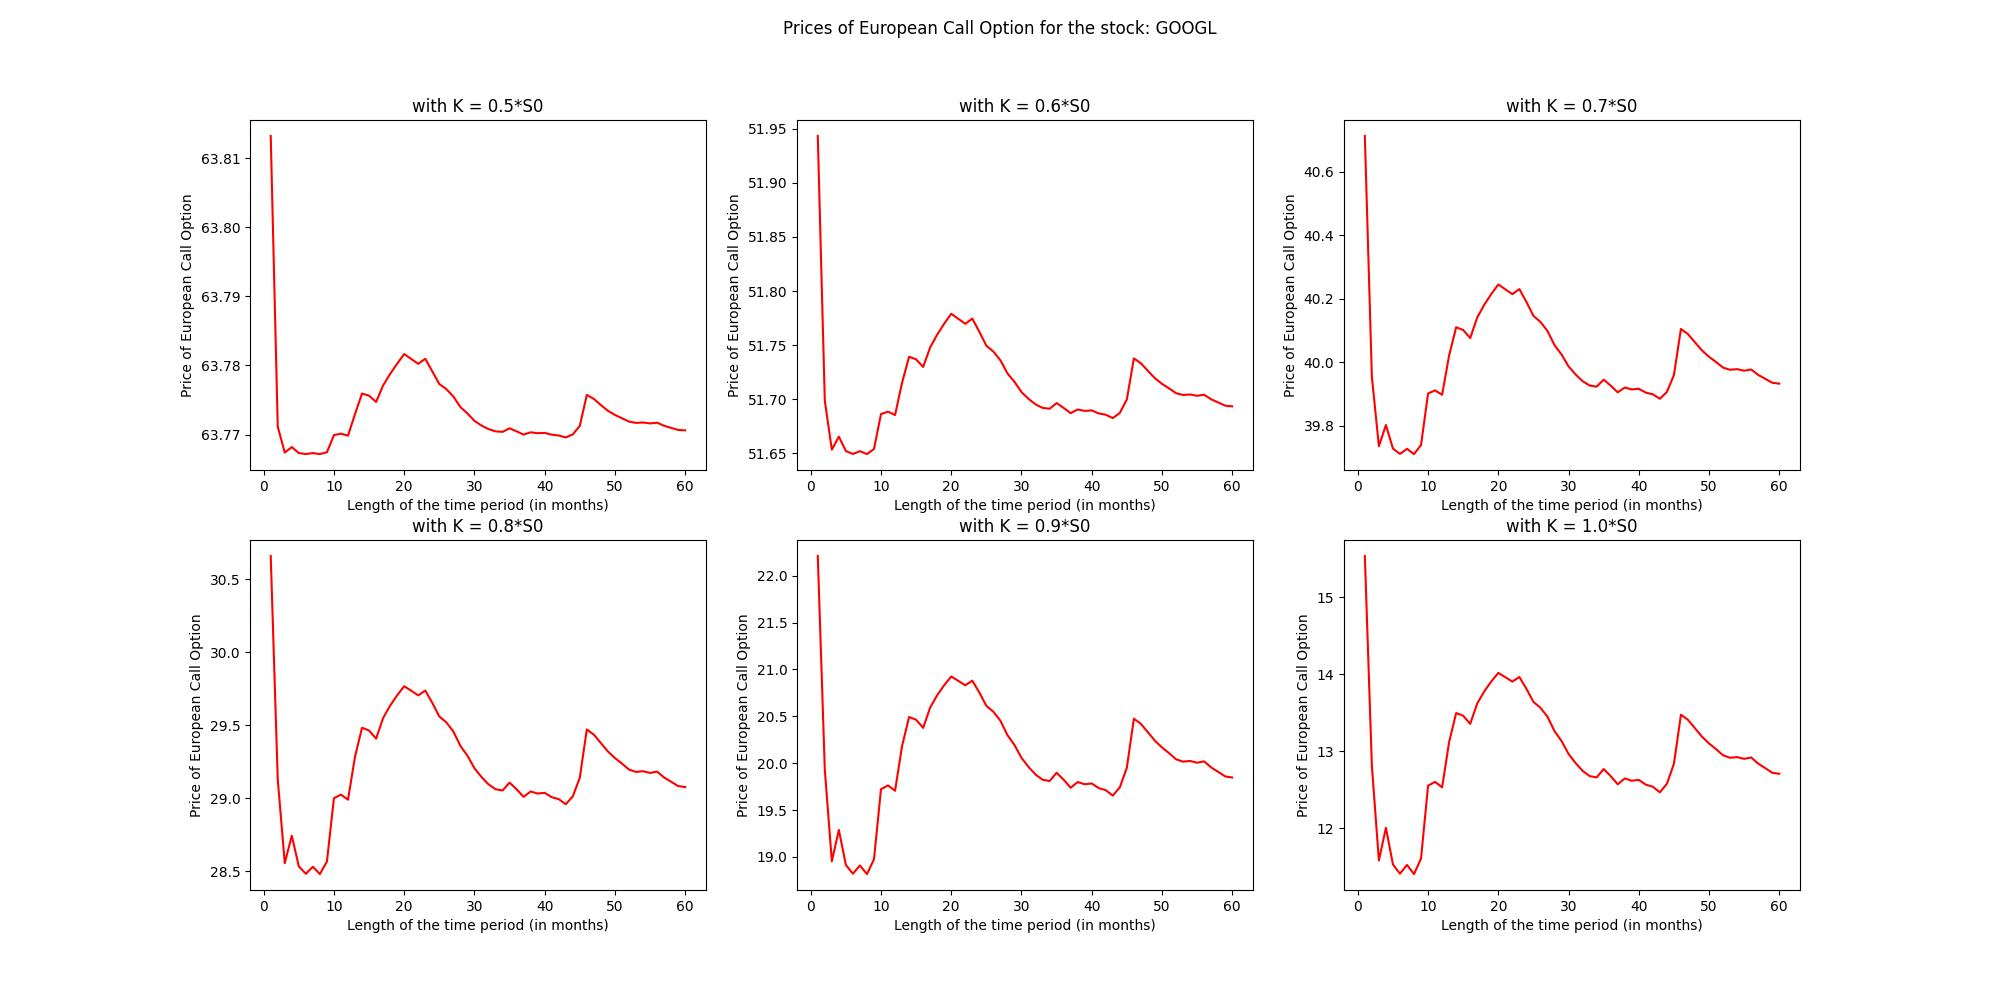 Prices of European Call Option for the stock: GOOGL
with K = 0.5*S0
Price of European Call Option
63.81
63.80
63.79
63.78
63.77
0 10 20 30 40 50 60
Length of the time period (in months)
with K = 0.6*S0
Price of European Call Option
51.95
51.90
51.85
51.80
51.75
51.70
51.65
0 10 20 30 40 50 60
Length of the time period (in months)
with K = 0.7*S0
Price of European Call Option
40.6
40.4
40.2
40.0
39.8
0 10 20 30 40 50 60
Length of the time period (in months)
with K = 0.8*S0
Price of European Call Option
30.5
30.0
29.5
29.0
28.5
0 10 20 30 40 50 60
Length of the time period (in months)
with K = 0.9*S0
Price of European Call Option
22.0
21.5
21.0
20.5
20.0
19.5
19.0
0 10 20 30 40 50 60
Length of the time period (in months)
with K = 1.0*S0
Price of European Call Option
15
14
13
12
0 10 20 30 40 50 60
Length of the time period (in months)